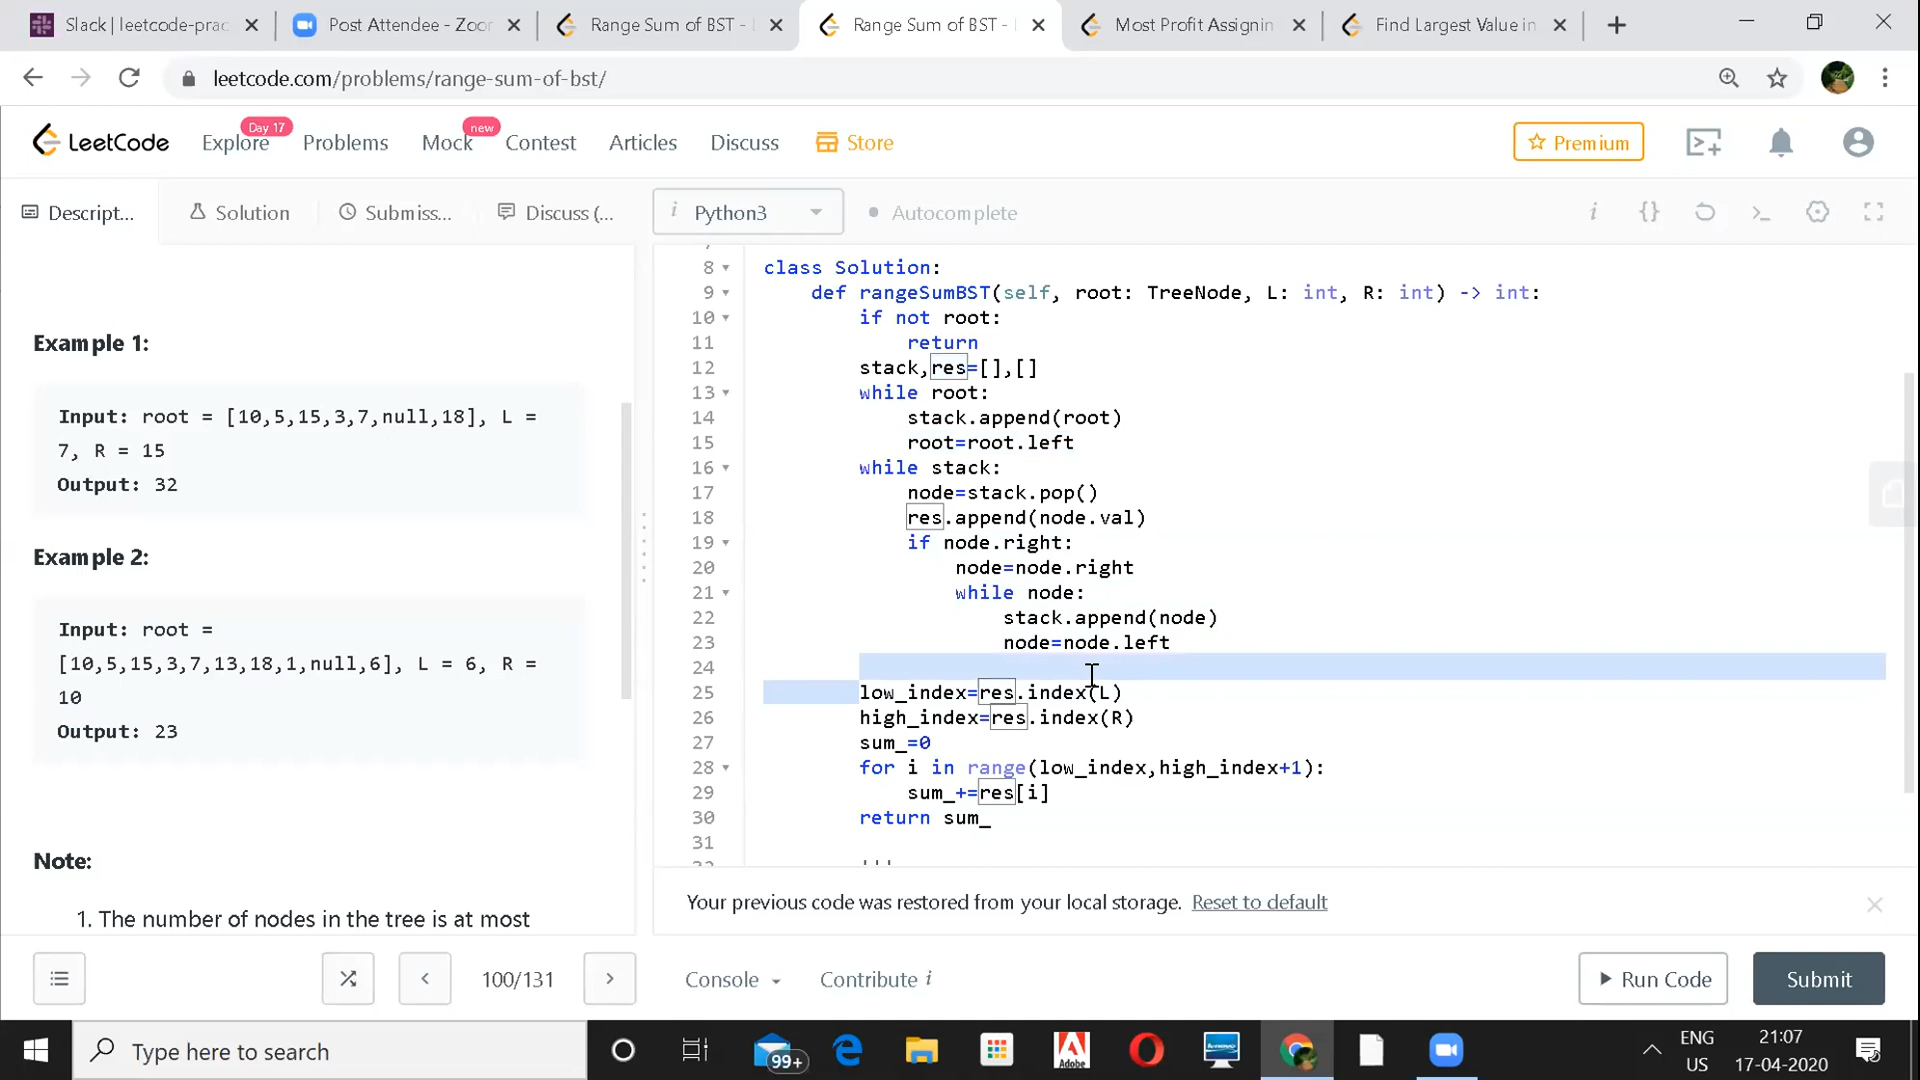 Slack | leetcode-prac
Post Attendee - Zoor
Range Sum of BST -
Range Sum of BST -
Most Profit Assigning
Find Largest Value in
leetcode.com/problems/range-sum-of-bst/
LeetCode
Explore
Day 17
Problems
Mock
new
Contest
Articles
Discuss
Store
Premium
Descript...
Solution
Submiss...
Discuss (...
Python3
Autocomplete
Example 1:
Input: root = [10,5,15,3,7,null,18], L =
7, R = 15
Output: 32
Example 2:
Input: root =
[10,5,15,3,7,13,18,1,null,6], L = 6, R =
10
Output: 23
Note:
1. The number of nodes in the tree is at most
8 class Solution:
9 def rangeSumBST(self, root: TreeNode, L: int, R: int) -> int:
10 if not root:
11 return
12 stack,res=[],[]
13 while root:
14 stack.append(root)
15 root=root.left
16 while stack:
17 node=stack.pop()
18 res.append(node.val)
19 if node.right:
20 node=node.right
21 while node:
22 stack.append(node)
23 node=node.left
24
25 low_index=res.index(L)
26 high_index=res.index(R)
27 sum_=0
28 for i in range(low_index,high_index+1):
29 sum_+=res[i]
30 return sum_
31
32 '''
Your previous code was restored from your local storage. Reset to default
100/131
Console
Contribute i
Run Code
Submit
Type here to search
99+
Adobe
ENG
US
21:07
17-04-2020